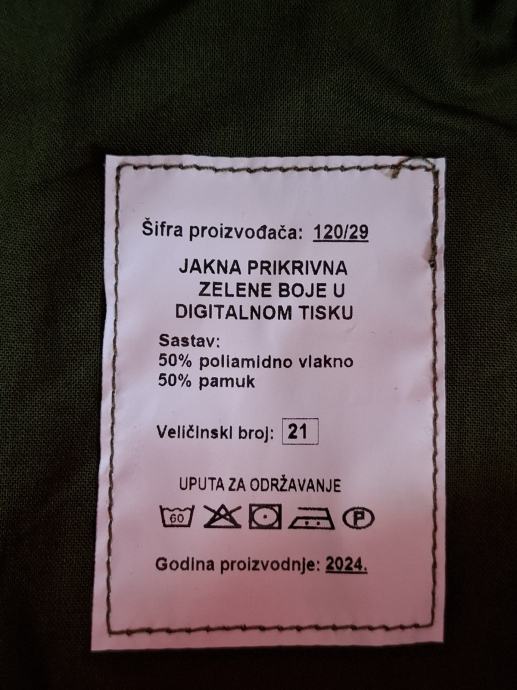 Šifra proizvođača: 120/29
JAKNA PRIKRIVNA
ZELENE BOJE U
DIGITALNOM TISKU
Sastav:
50% poliamidno vlakno
50% pamuk
Veličinski broj: 21
UPUTA ZA ODRŽAVANJE
60 P
Godina proizvodnje: 2024.